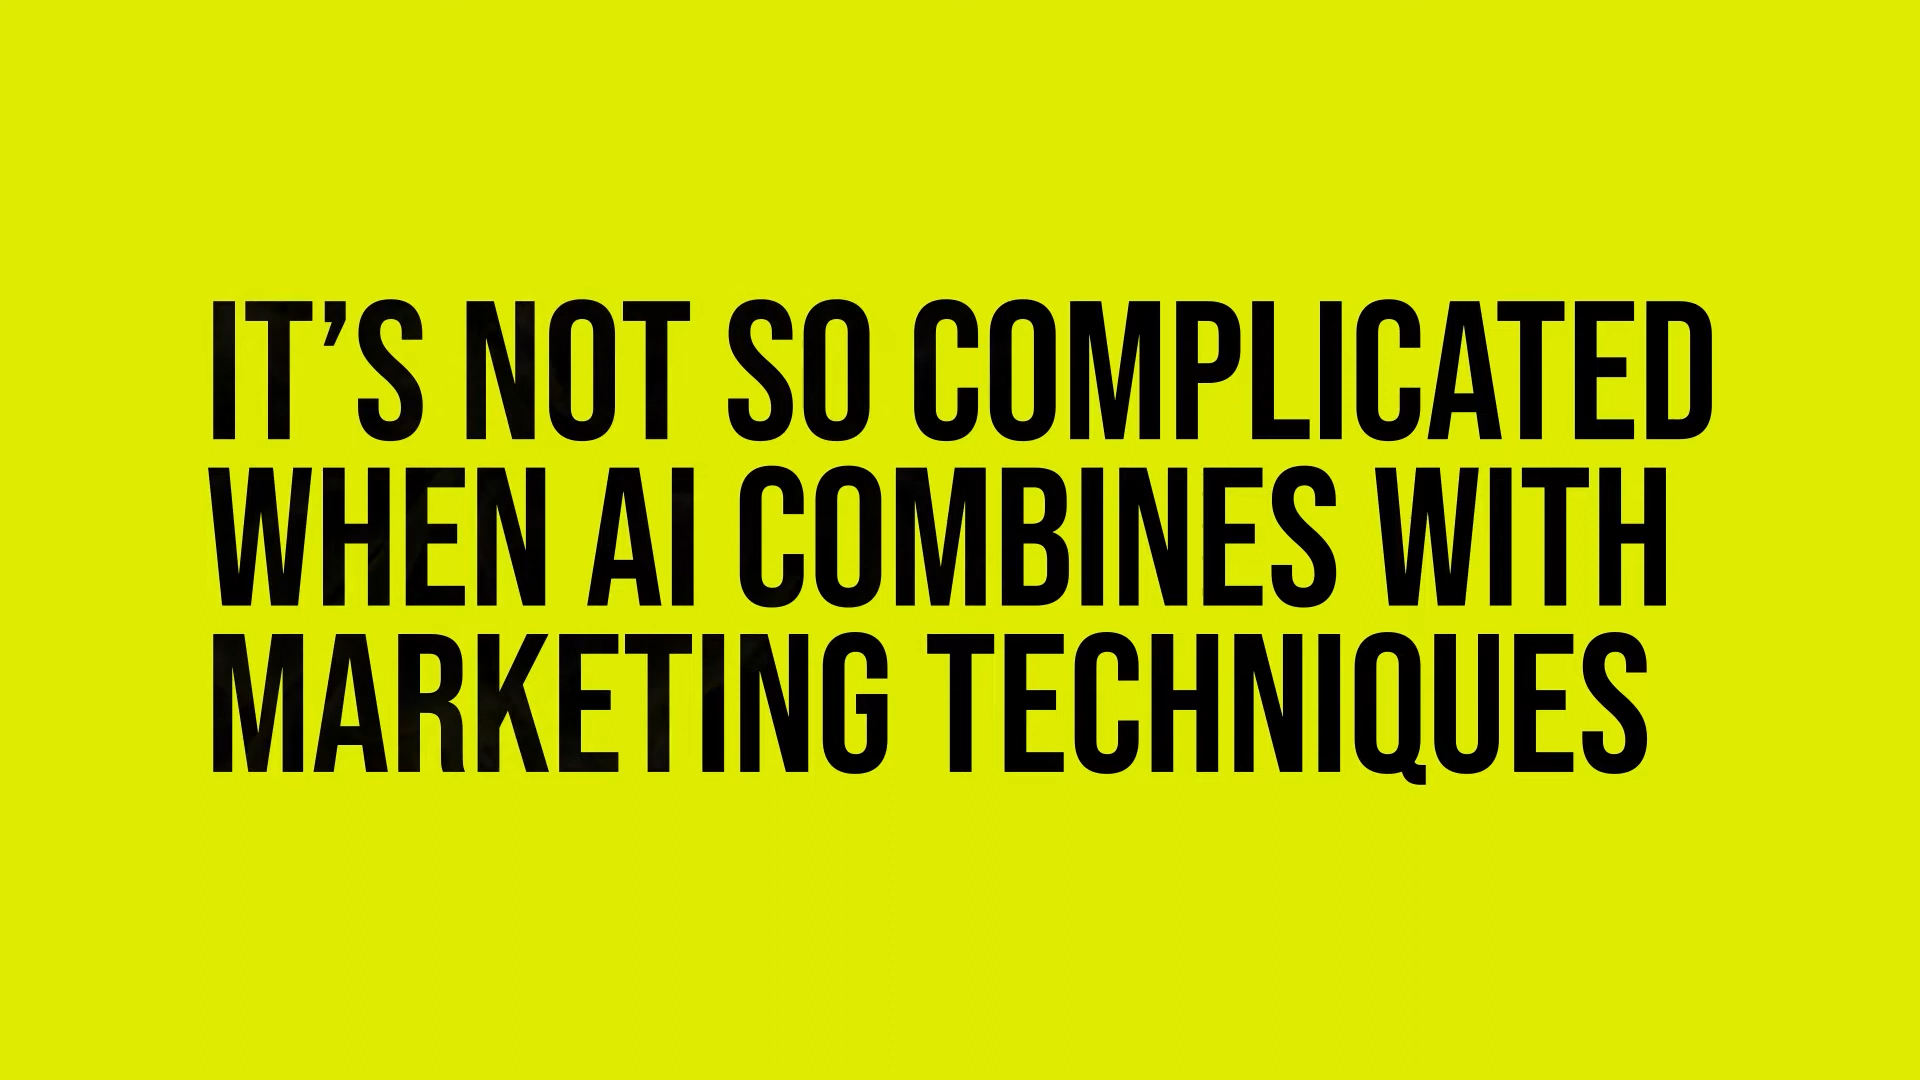 IT’S NOT SO COMPLICATED
WHEN AI COMBINES WITH
MARKETING TECHNIQUES